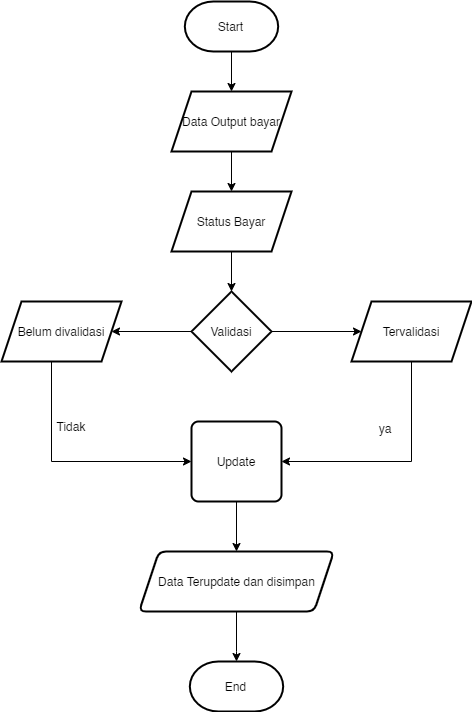 Start
Data Output bayar
Status Bayar
Belum divalidasi
Validasi
Tervalidasi
Tidak
ya
Update
Data Terupdate dan disimpan
End